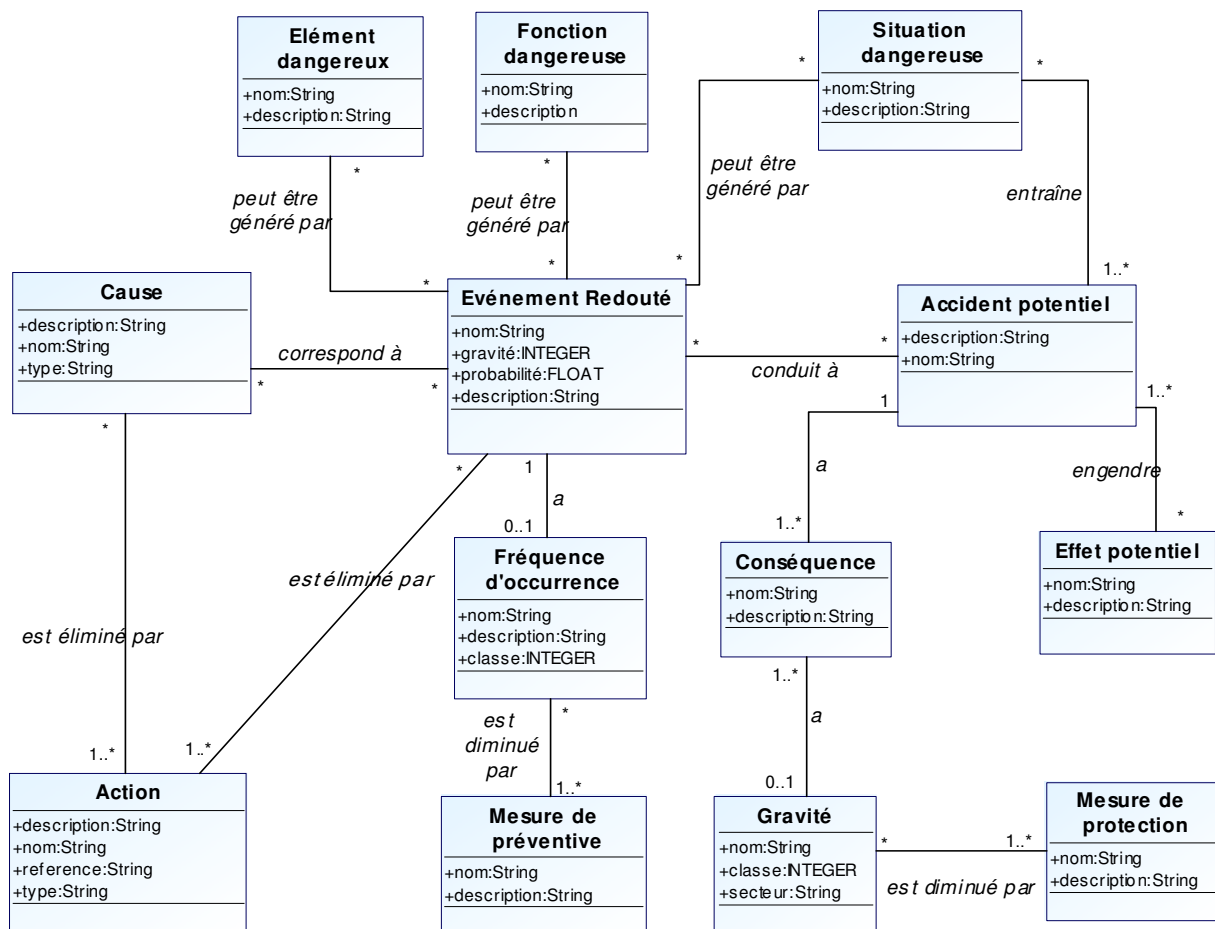 Elément
dangereux
+nom:String
+description:String
Fonction
dangereuse
+nom:String
+description
Situation
dangereuse
+nom:String
+description:String
*
*
*
*
peut être
généré par
peut être
généré par
peut être
généré par
entraîne
*
*
*
1..*
Cause
+description:String
+nom:String
+type:String
Evénement Redouté
+nom:String
+gravité:INTEGER
+probabilité:FLOAT
+description:String
Accident potentiel
+description:String
+nom:String
correspond à
*
*
*
*
conduit à
*
*
1
1
1..*
a
a
engendre
0..1
1..*
*
Fréquence
d'occurrence
+nom:String
+description:String
+classe:INTEGER
Conséquence
+nom:String
+description:String
Effet potentiel
+nom:String
+description:String
est éliminé par
est éliminé par
*
1..*
est
diminué
par
a
1..*
1..*
1..*
0..1
Action
+description:String
+nom:String
+reference:String
+type:String
Mesure de
préventive
+nom:String
+description:String
Gravité
+nom:String
+classe:INTEGER
+secteur:String
*
1..*
est diminué par
Mesure de
protection
+nom:String
+description:String